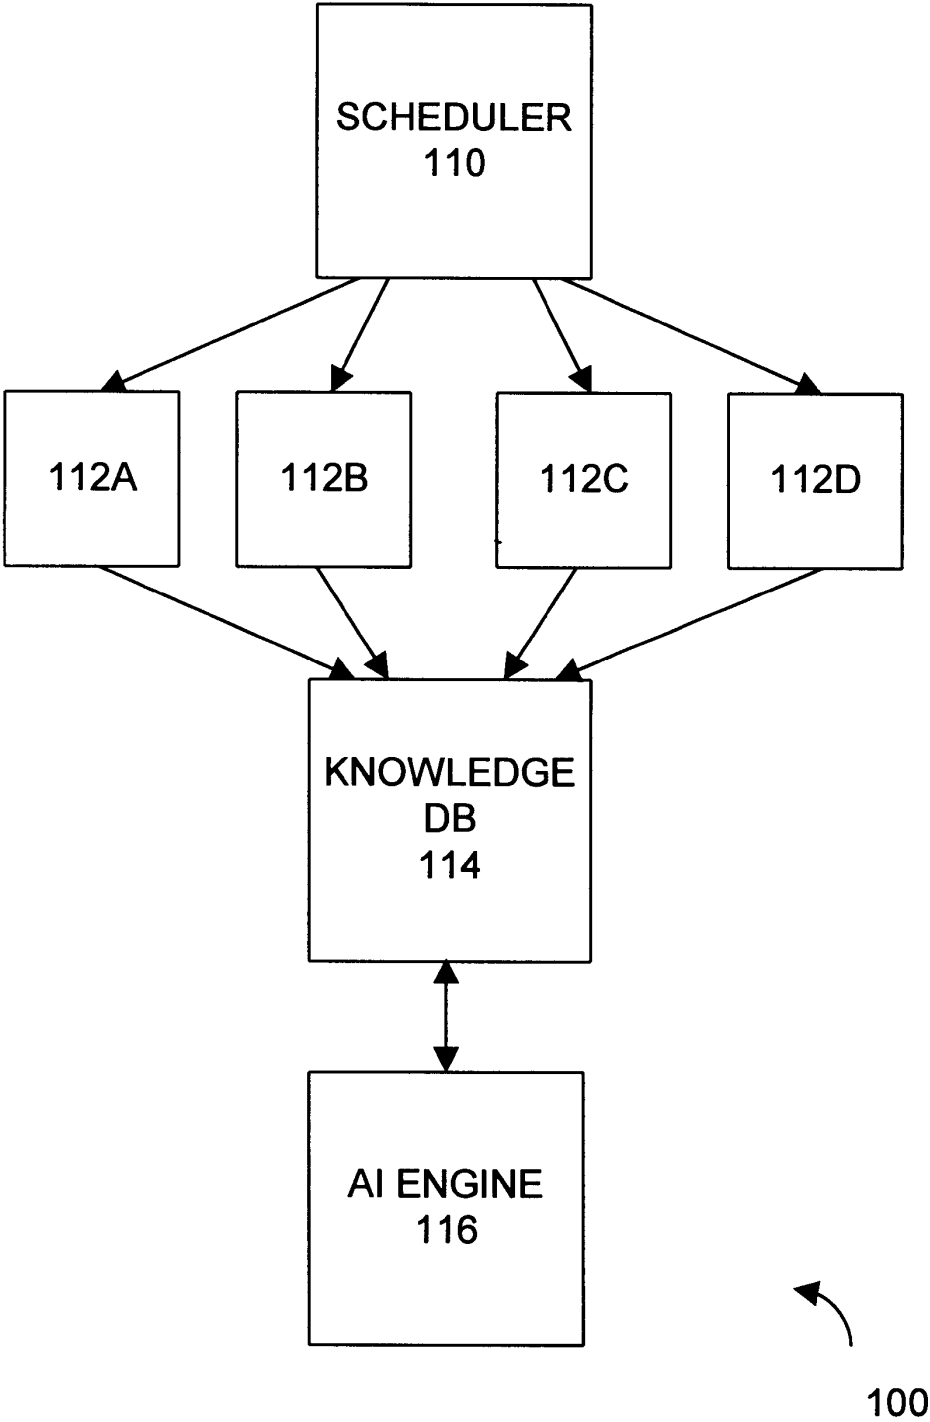 SCHEDULER
110
112A
112B
112C
112D
KNOWLEDGE
DB
114
AI ENGINE
116
100